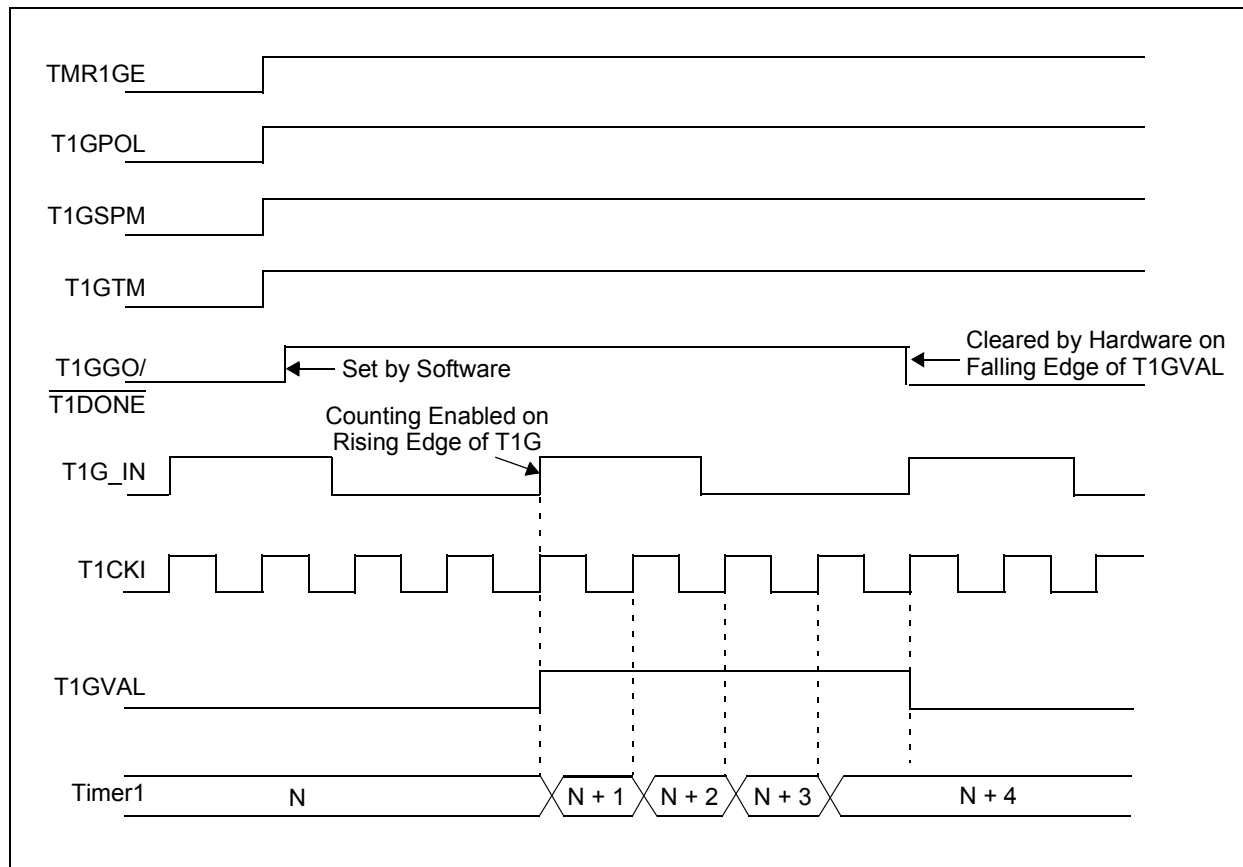 TMR1GE
T1GPOL
T1GSPM
T1GTM
T1GGO/
T1DONE
Set by Software
Cleared by Hardware on
Falling Edge of T1GVAL
Counting Enabled on
Rising Edge of T1G
T1G_IN
T1CKI
T1GVAL
Timer1
N
N + 1
N + 2
N + 3
N + 4